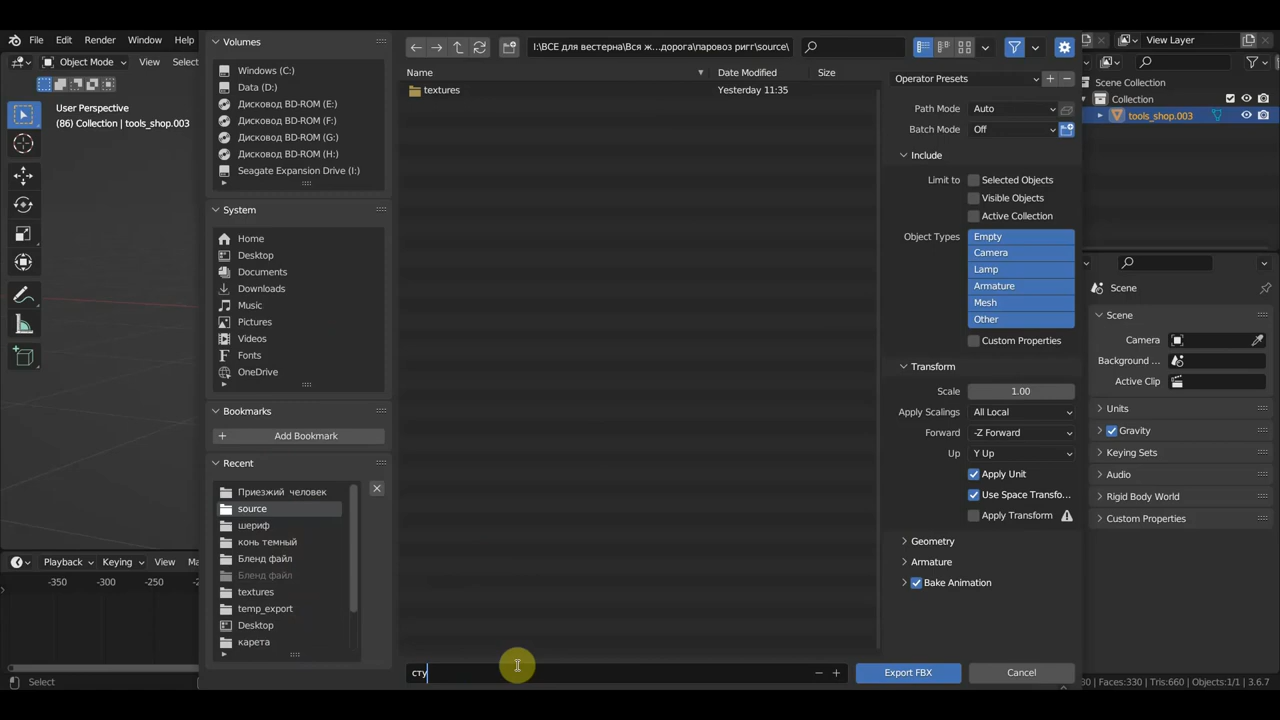 File Edit Render Window Help
Object Mode View Select
User Perspective
(86) Collection | tools_shop.003
Volumes
Windows (C:)
Data (D:)
Дисковод BD-ROM (E:)
Дисковод BD-ROM (F:)
Дисковод BD-ROM (G:)
Дисковод BD-ROM (H:)
Seagate Expansion Drive (I:)
System
Home
Desktop
Documents
Downloads
Music
Pictures
Videos
Fonts
OneDrive
Bookmarks
Add Bookmark
Recent
Приезжий человек
source
шериф
конь темный
Бленд файл
Бленд файл
textures
temp_export
Desktop
карета
I:\ВСЕ для вестерна\Вся ж...дорога\паровоз ригг\source\
Name Date Modified Size
textures Yesterday 11:35
сту
Export FBX Cancel
Operator Presets
Path Mode Auto
Batch Mode Off
Include
Limit to Selected Objects
Visible Objects
Active Collection
Object Types Empty
Camera
Lamp
Armature
Mesh
Other
Custom Properties
Transform
Scale 1.00
Apply Scalings All Local
Forward -Z Forward
Up Y Up
Apply Unit
Use Space Transfo...
Apply Transform
Geometry
Armature
Bake Animation
View Layer
Scene Collection
Collection
tools_shop.003
Scene
Scene
Camera
Background ...
Active Clip
Units
Gravity
Keying Sets
Audio
Rigid Body World
Custom Properties
Playback Keying View Ma
-350 -300 -250 -2
Select
30 | Faces:330 | Tris:660 | Objects:1/1 | 3.6.7